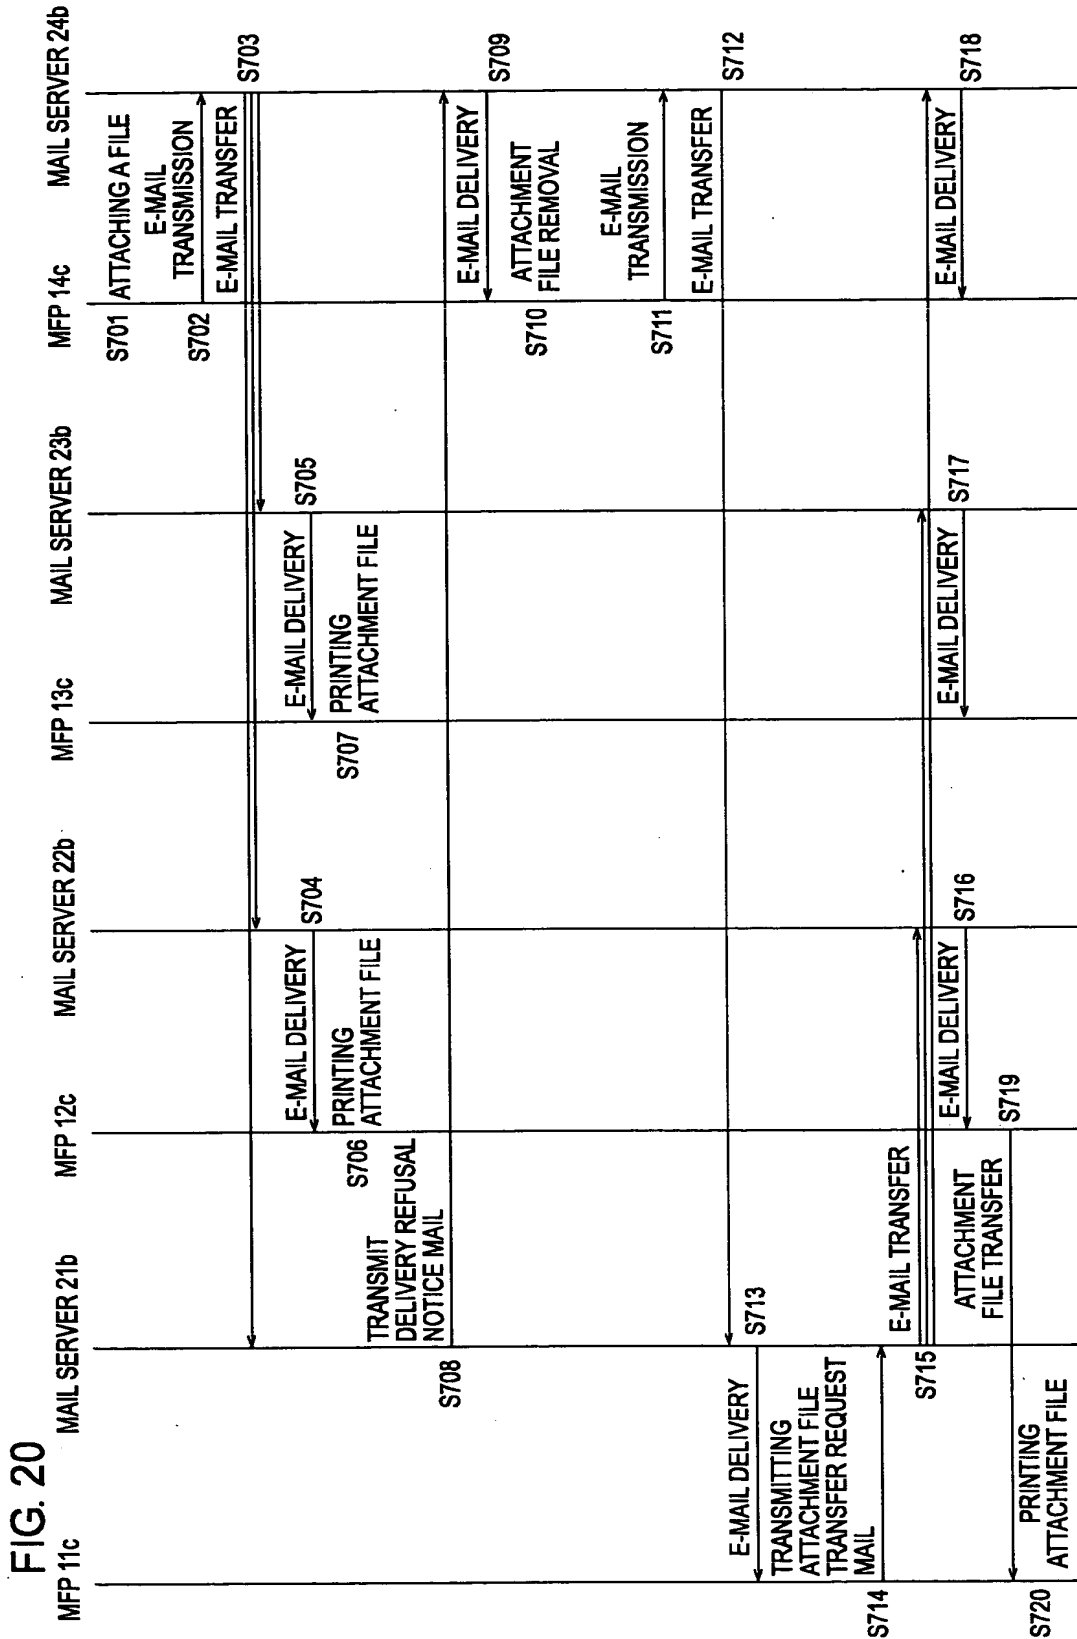 FIG. 20
MFP 11c
MAIL SERVER 21b
MFP 12c
MAIL SERVER 22b
MFP 13c
MAIL SERVER 23b
MFP 14c
MAIL SERVER 24b
S701
ATTACHING A FILE
E-MAIL
TRANSMISSION
S702
E-MAIL TRANSFER
S703
E-MAIL DELIVERY
S704
E-MAIL DELIVERY
S705
S706
PRINTING
ATTACHMENT FILE
S707
PRINTING
ATTACHMENT FILE
TRANSMIT
DELIVERY REFUSAL
NOTICE MAIL
S708
E-MAIL DELIVERY
S709
S710
ATTACHMENT
FILE REMOVAL
E-MAIL
TRANSMISSION
S711
E-MAIL TRANSFER
S712
E-MAIL DELIVERY
S713
TRANSMITTING
ATTACHMENT FILE
TRANSFER REQUEST
MAIL
S714
E-MAIL TRANSFER
S715
E-MAIL DELIVERY
S716
E-MAIL DELIVERY
S717
E-MAIL DELIVERY
S718
ATTACHMENT
FILE TRANSFER
S719
PRINTING
ATTACHMENT FILE
S720